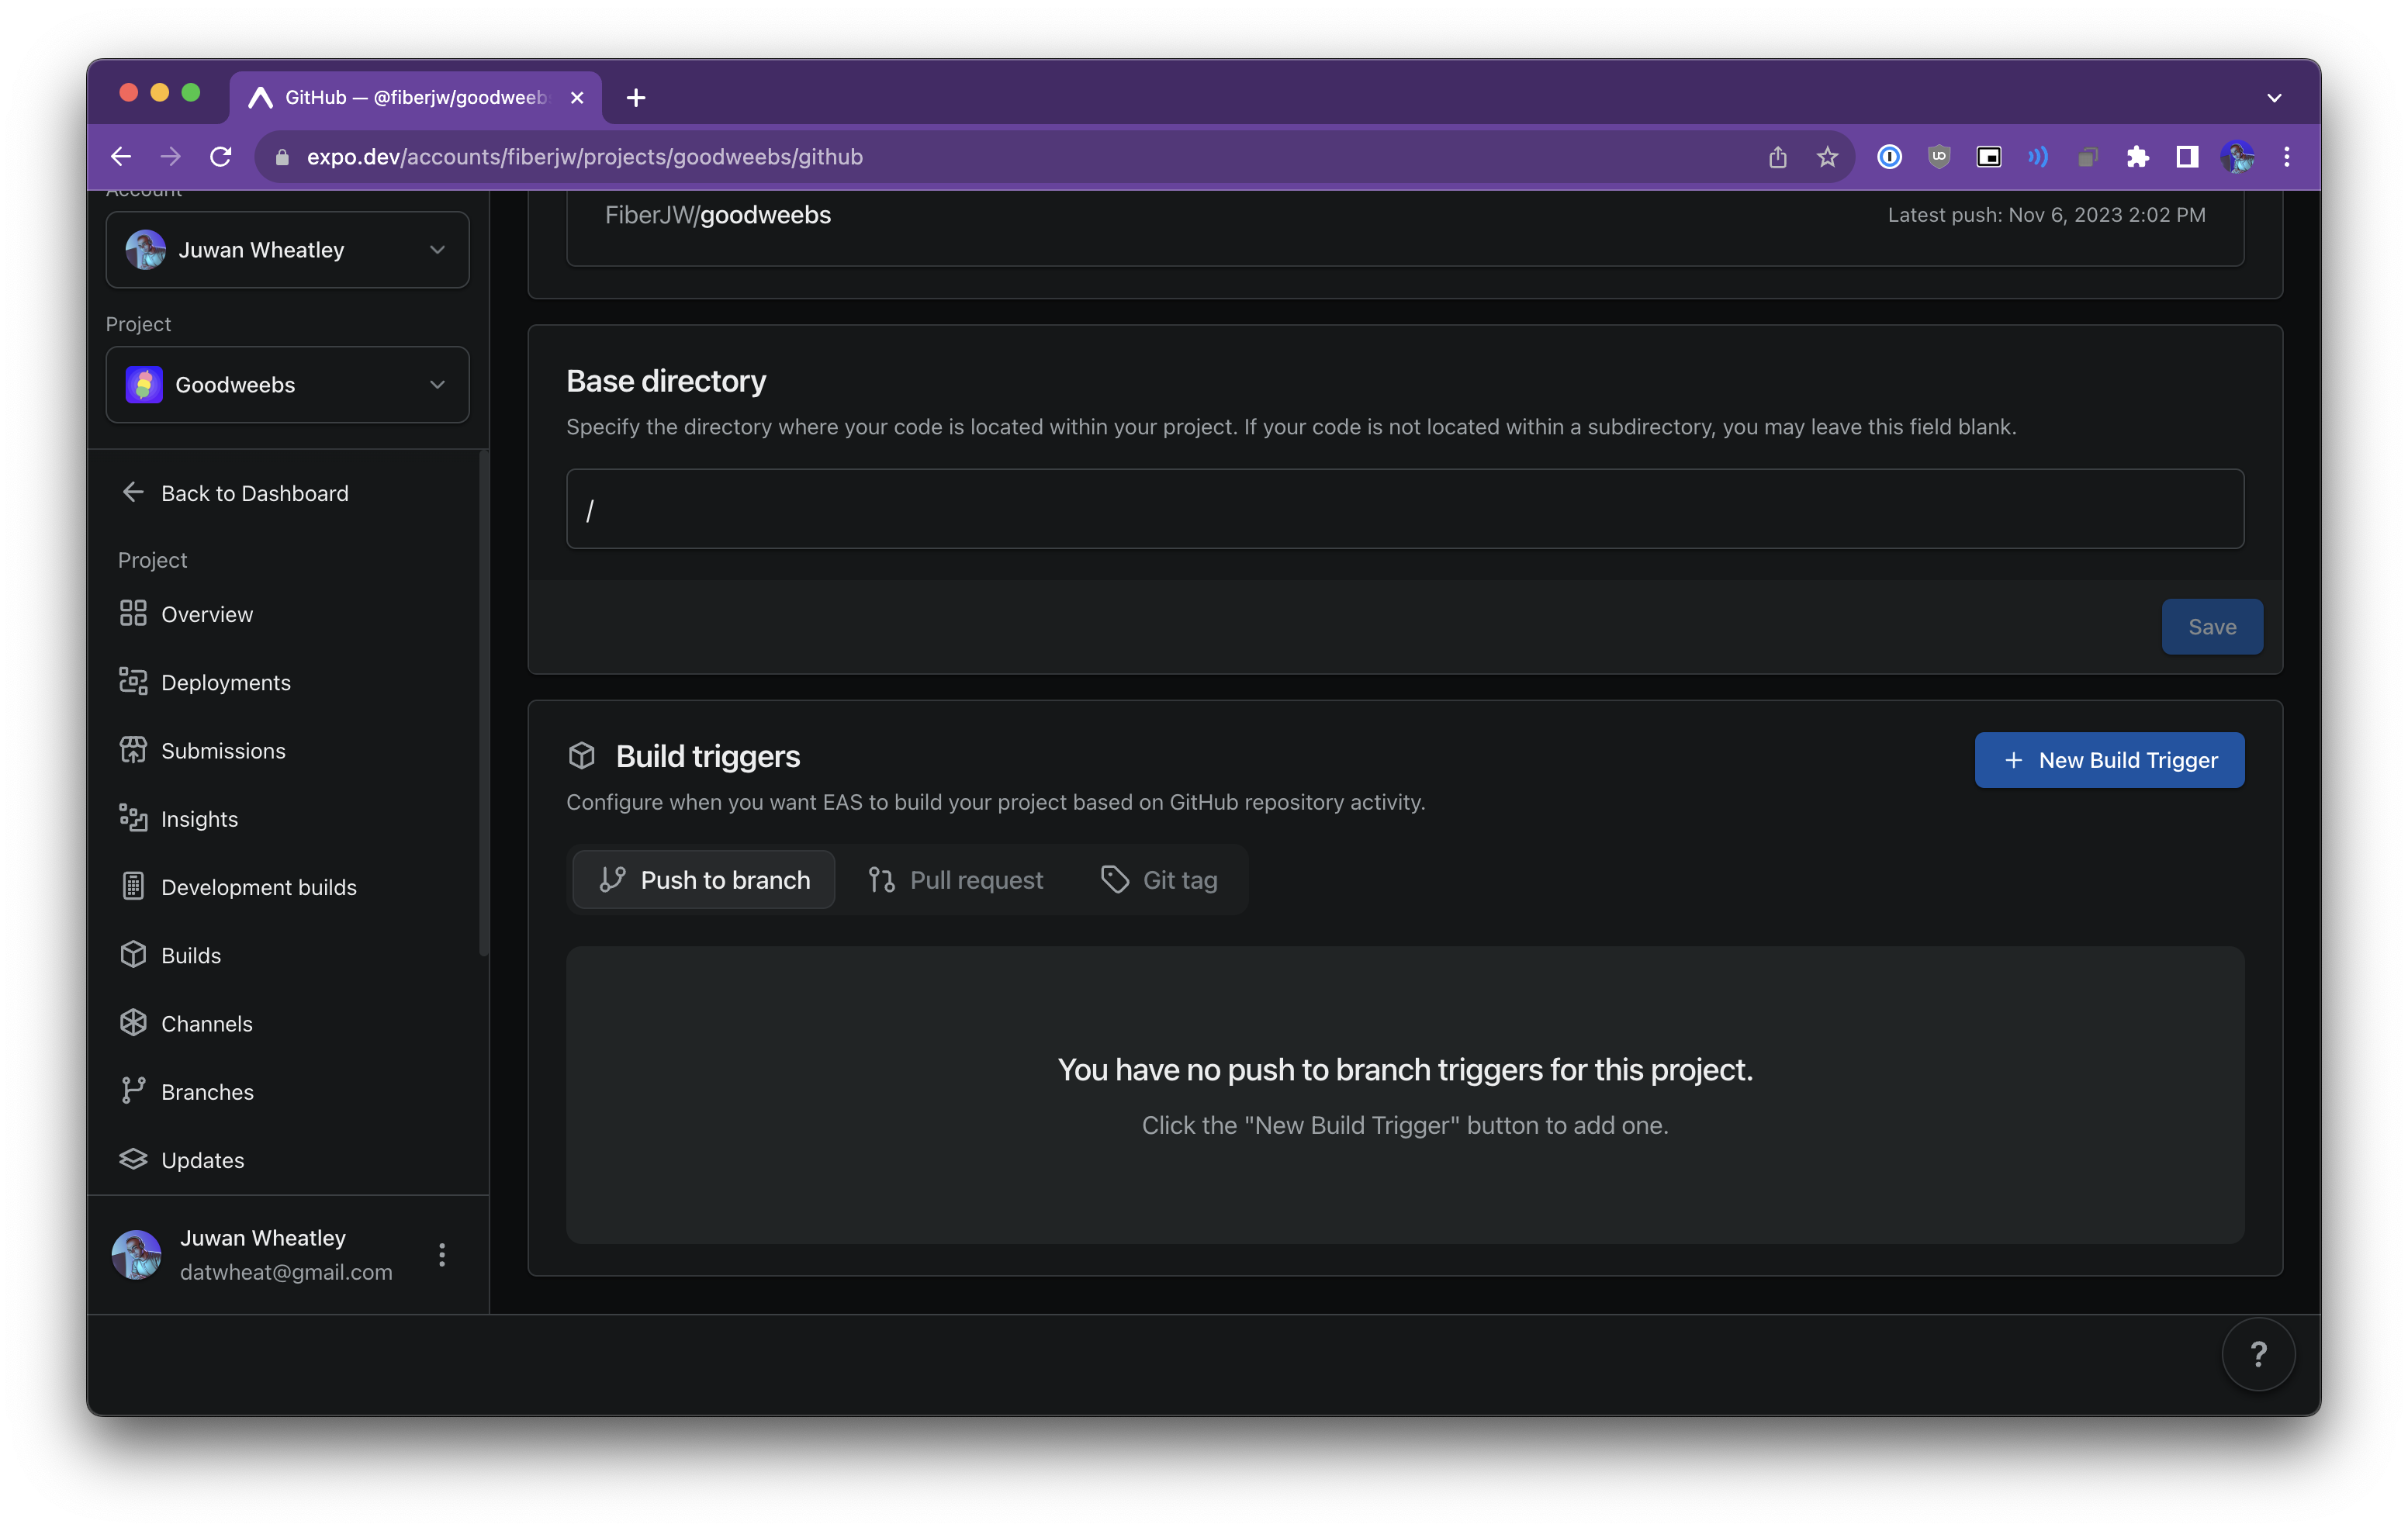 GitHub — @fiberjw/goodweebs
expo.dev/accounts/fiberjw/projects/goodweebs/github
Account
Juwan Wheatley
Project
Goodweebs
Back to Dashboard
Project
Overview
Deployments
Submissions
Insights
Development builds
Builds
Channels
Branches
Updates
Juwan Wheatley
datwheat@gmail.com
FiberJW/goodweebs
Latest push: Nov 6, 2023 2:02 PM
Base directory
Specify the directory where your code is located within your project. If your code is not located within a subdirectory, you may leave this field blank.
/
Save
Build triggers
+ New Build Trigger
Configure when you want EAS to build your project based on GitHub repository activity.
Push to branch Pull request Git tag
You have no push to branch triggers for this project.
Click the "New Build Trigger" button to add one.
?